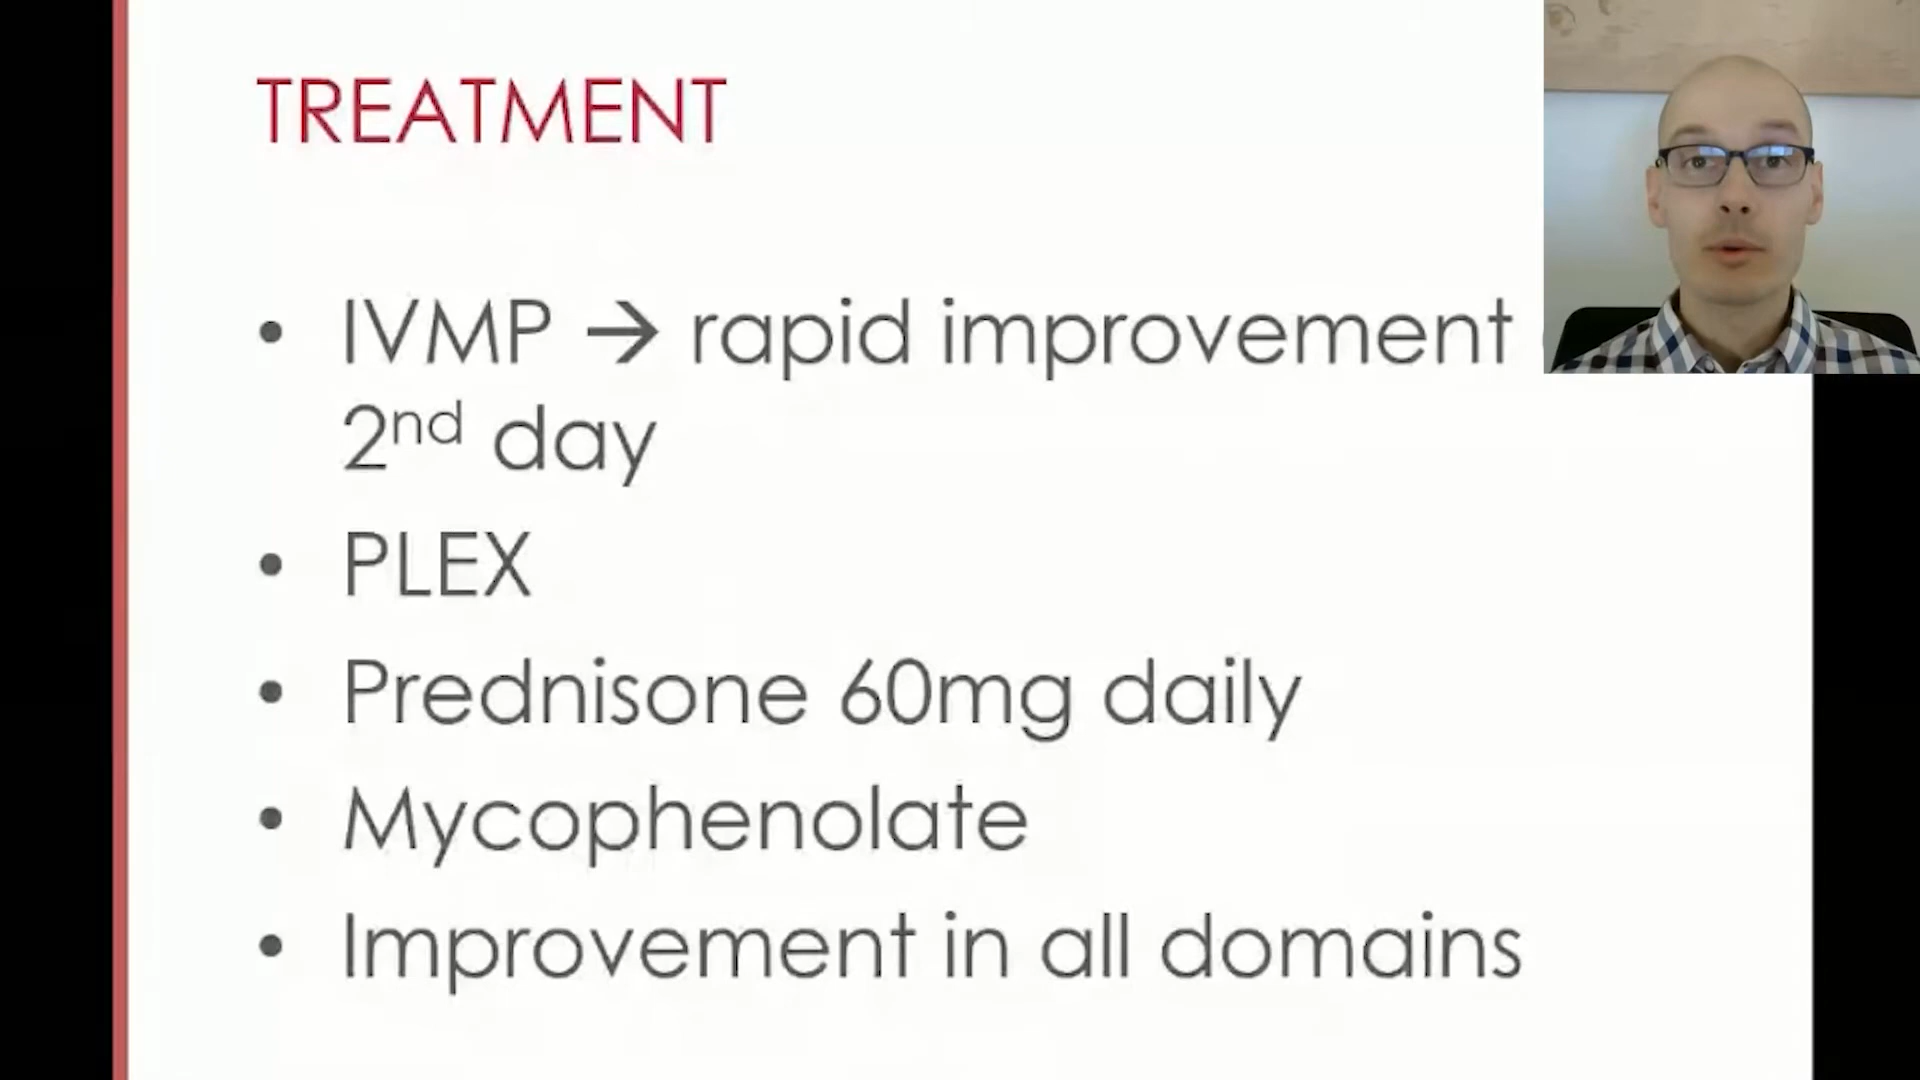 TREATMENT
• IVMP → rapid improvement
2nd day
• PLEX
• Prednisone 60mg daily
• Mycophenolate
• Improvement in all domains